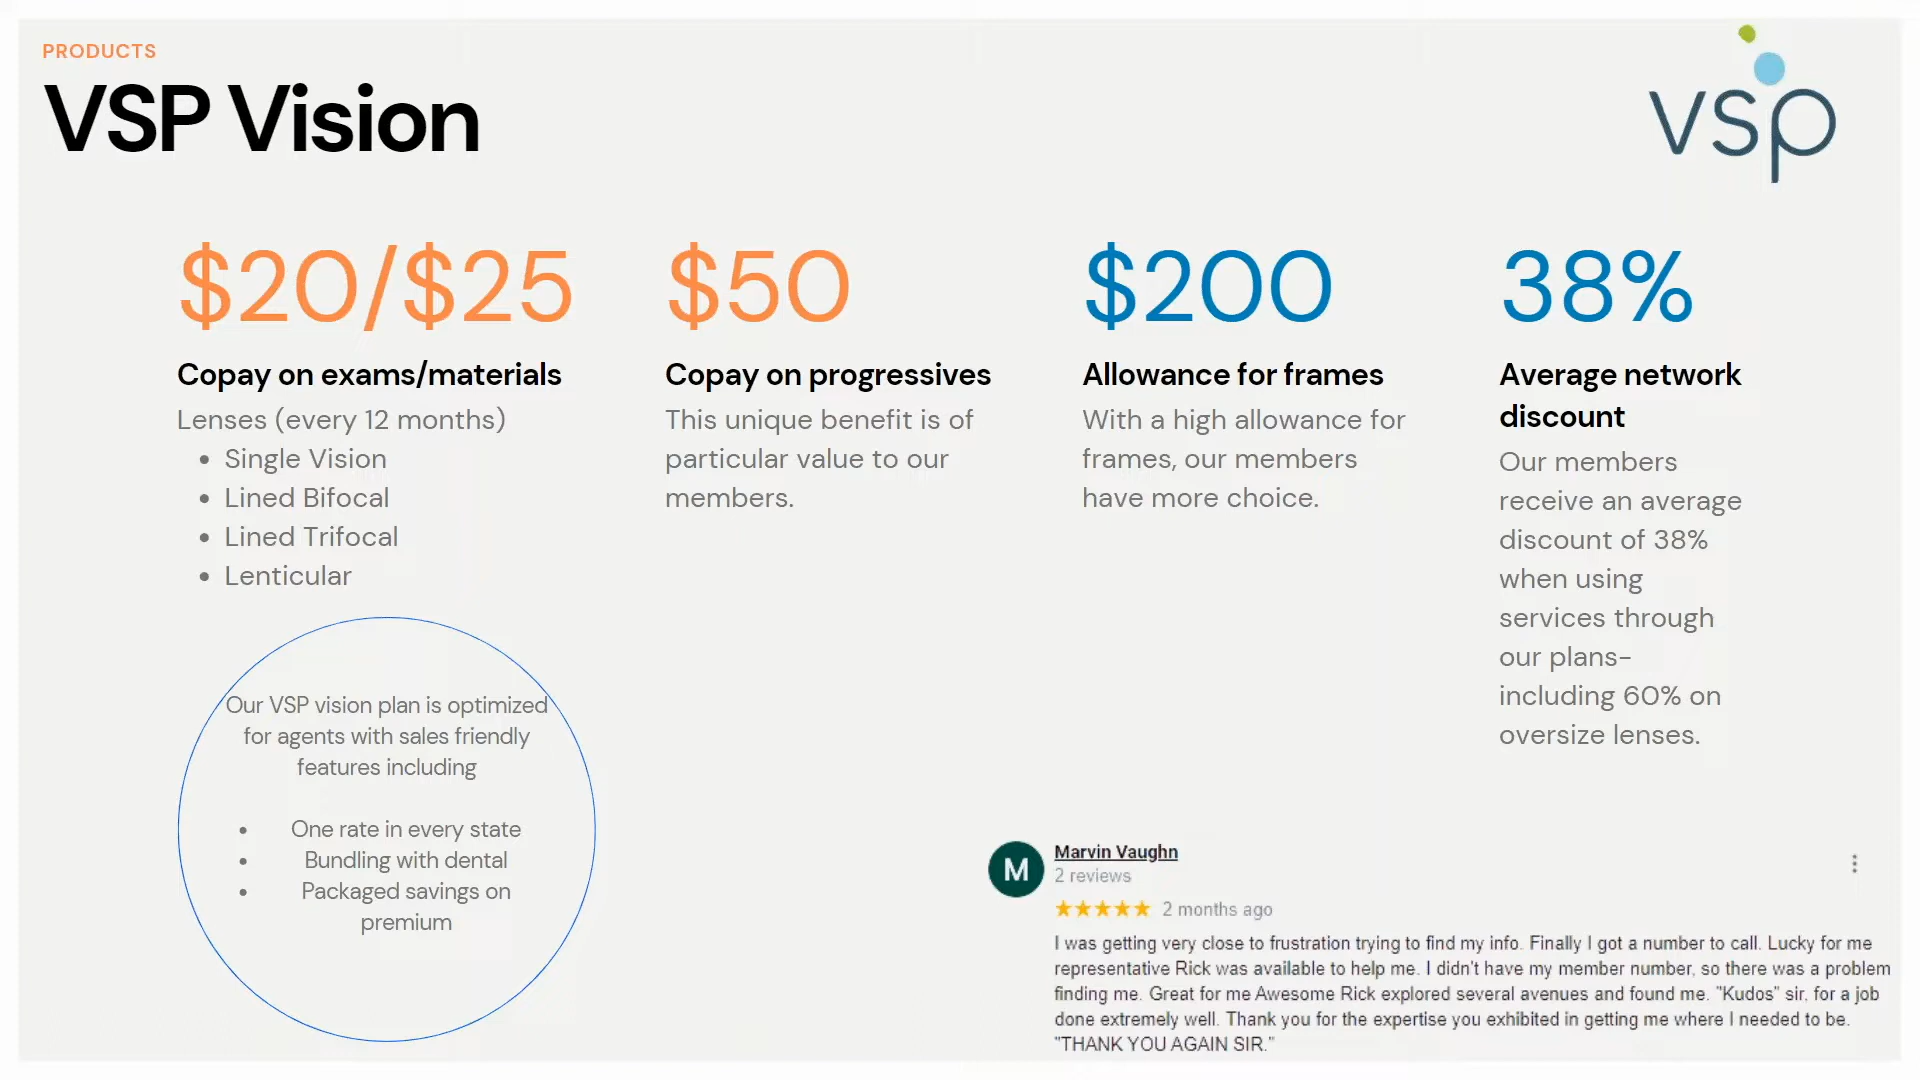 PRODUCTS
VSP Vision
vsp
$20/$25
Copay on exams/materials
Lenses (every 12 months)
• Single Vision
• Lined Bifocal
• Lined Trifocal
• Lenticular
$50
Copay on progressives
This unique benefit is of
particular value to our
members.
$200
Allowance for frames
With a high allowance for
frames, our members
have more choice.
38%
Average network
discount
Our members
receive an average
discount of 38%
when using
services through
our plans-
including 60% on
oversize lenses.
Our VSP vision plan is optimized
for agents with sales friendly
features including
• One rate in every state
• Bundling with dental
• Packaged savings on
premium
M
Marvin Vaughn
2 reviews
★★★★★ 2 months ago
I was getting very close to frustration trying to find my info. Finally I got a number to call. Lucky for me
representative Rick was available to help me. I didn't have my member number, so there was a problem
finding me. Great for me Awesome Rick explored several avenues and found me. "Kudos" sir, for a job
done extremely well. Thank you for the expertise you exhibited in getting me where I needed to be.
"THANK YOU AGAIN SIR."